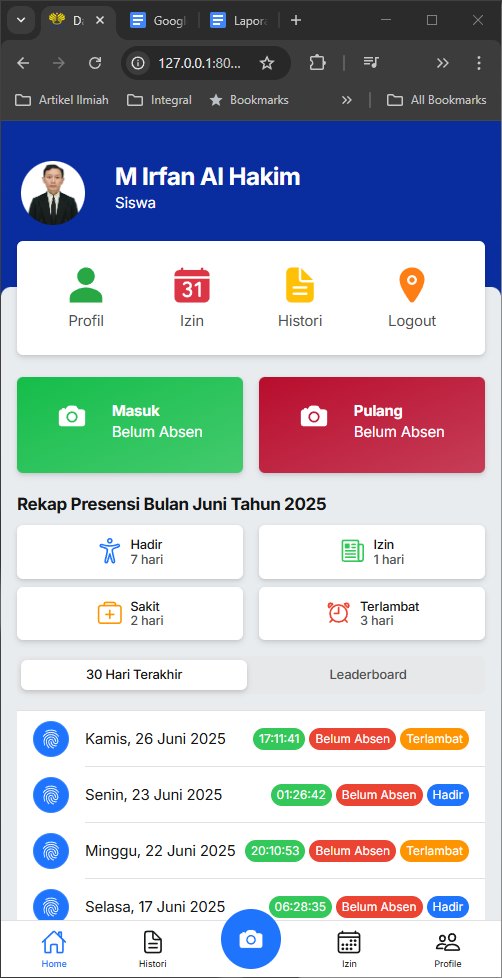 Da
Googl
Lapora
127.0.0.1:80...
Artikel Ilmiah
Integral
Bookmarks
All Bookmarks
M Irfan Al Hakim
Siswa
31
Profil
Izin
Histori
Logout
Masuk
Belum Absen
Pulang
Belum Absen
Rekap Presensi Bulan Juni Tahun 2025
Hadir
7 hari
Izin
1 hari
Sakit
2 hari
Terlambat
3 hari
30 Hari Terakhir
Leaderboard
Kamis, 26 Juni 2025 17:11:41 Belum Absen Terlambat
Senin, 23 Juni 2025 01:26:42 Belum Absen Hadir
Minggu, 22 Juni 2025 20:10:53 Belum Absen Terlambat
Selasa, 17 Juni 2025 06:28:35 Belum Absen Hadir
Home
Histori
Izin
Profile